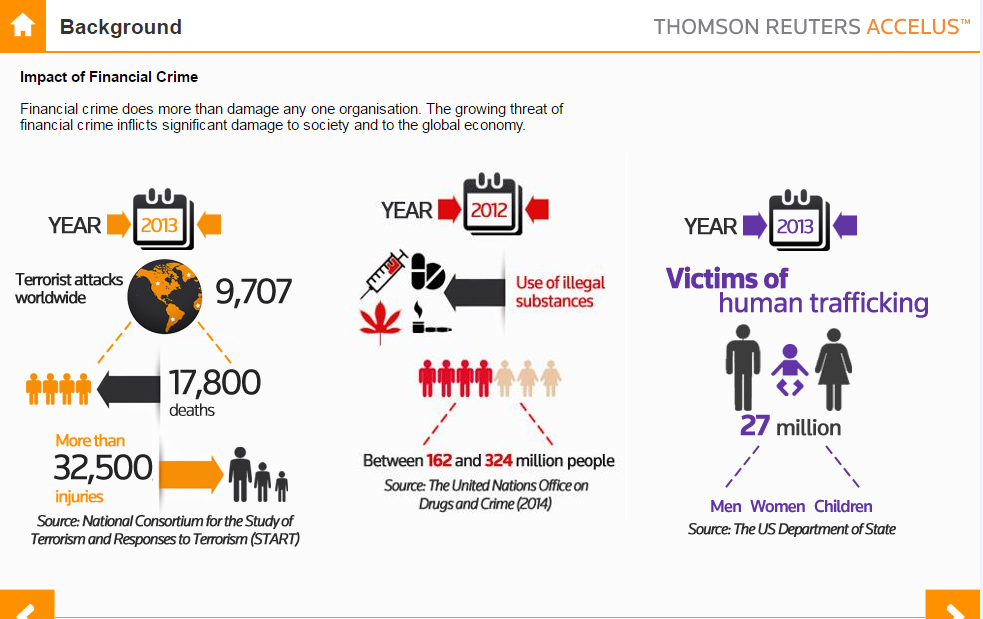 Background
THOMSON REUTERS ACCELUS™
Impact of Financial Crime
Financial crime does more than damage any one organisation. The growing threat of
financial crime inflicts significant damage to society and to the global economy.
YEAR
2013
Terrorist attacks
worldwide
9,707
17,800
deaths
More than
32,500
injuries
Source: National Consortium for the Study of
Terrorism and Responses to Terrorism (START)
YEAR
2012
Use of illegal
substances
Between 162 and 324 million people
Source: The United Nations Office on
Drugs and Crime (2014)
YEAR
2013
Victims of
human trafficking
27 million
Men Women Children
Source: The US Department of State